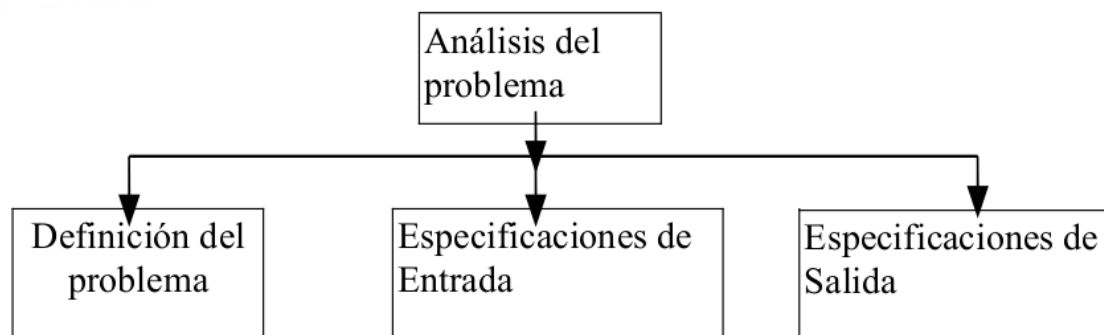 Análisis del
problema
Definición del
problema
Especificaciones de
Entrada
Especificaciones de
Salida